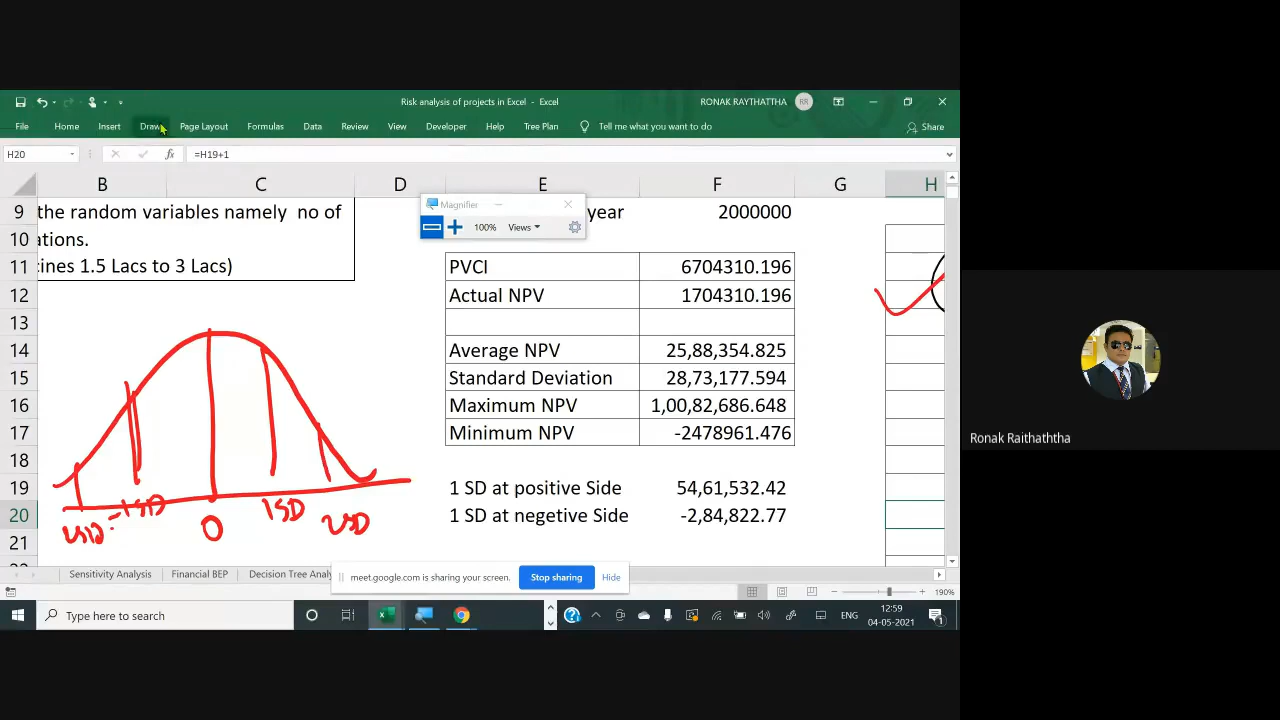 Risk analysis of projects in Excel - Excel
RONAK RAYTHATTHA RR
File Home Insert Draw Page Layout Formulas Data Review View Developer Help Tree Plan Tell me what you want to do Share
H20 fx =H19+1
B C D E F G H
Magnifier
100% Views
9 the random variables namely no of year 2000000
10 ations.
11 cines 1.5 Lacs to 3 Lacs) PVCI 6704310.196
12 Actual NPV 1704310.196
13
14 Average NPV 25,88,354.825
15 Standard Deviation 28,73,177.594
16 Maximum NPV 1,00,82,686.648
17 Minimum NPV -2478961.476
18
19 1 SD at positive Side 54,61,532.42
20 1 SD at negetive Side -2,84,822.77
21
-1SD 0 1SD 2SD
Sensitivity Analysis Financial BEP Decision Tree Analy
meet.google.com is sharing your screen. Stop sharing Hide
190%
Type here to search
ENG
12:59
04-05-2021
1
Ronak Raithaththa